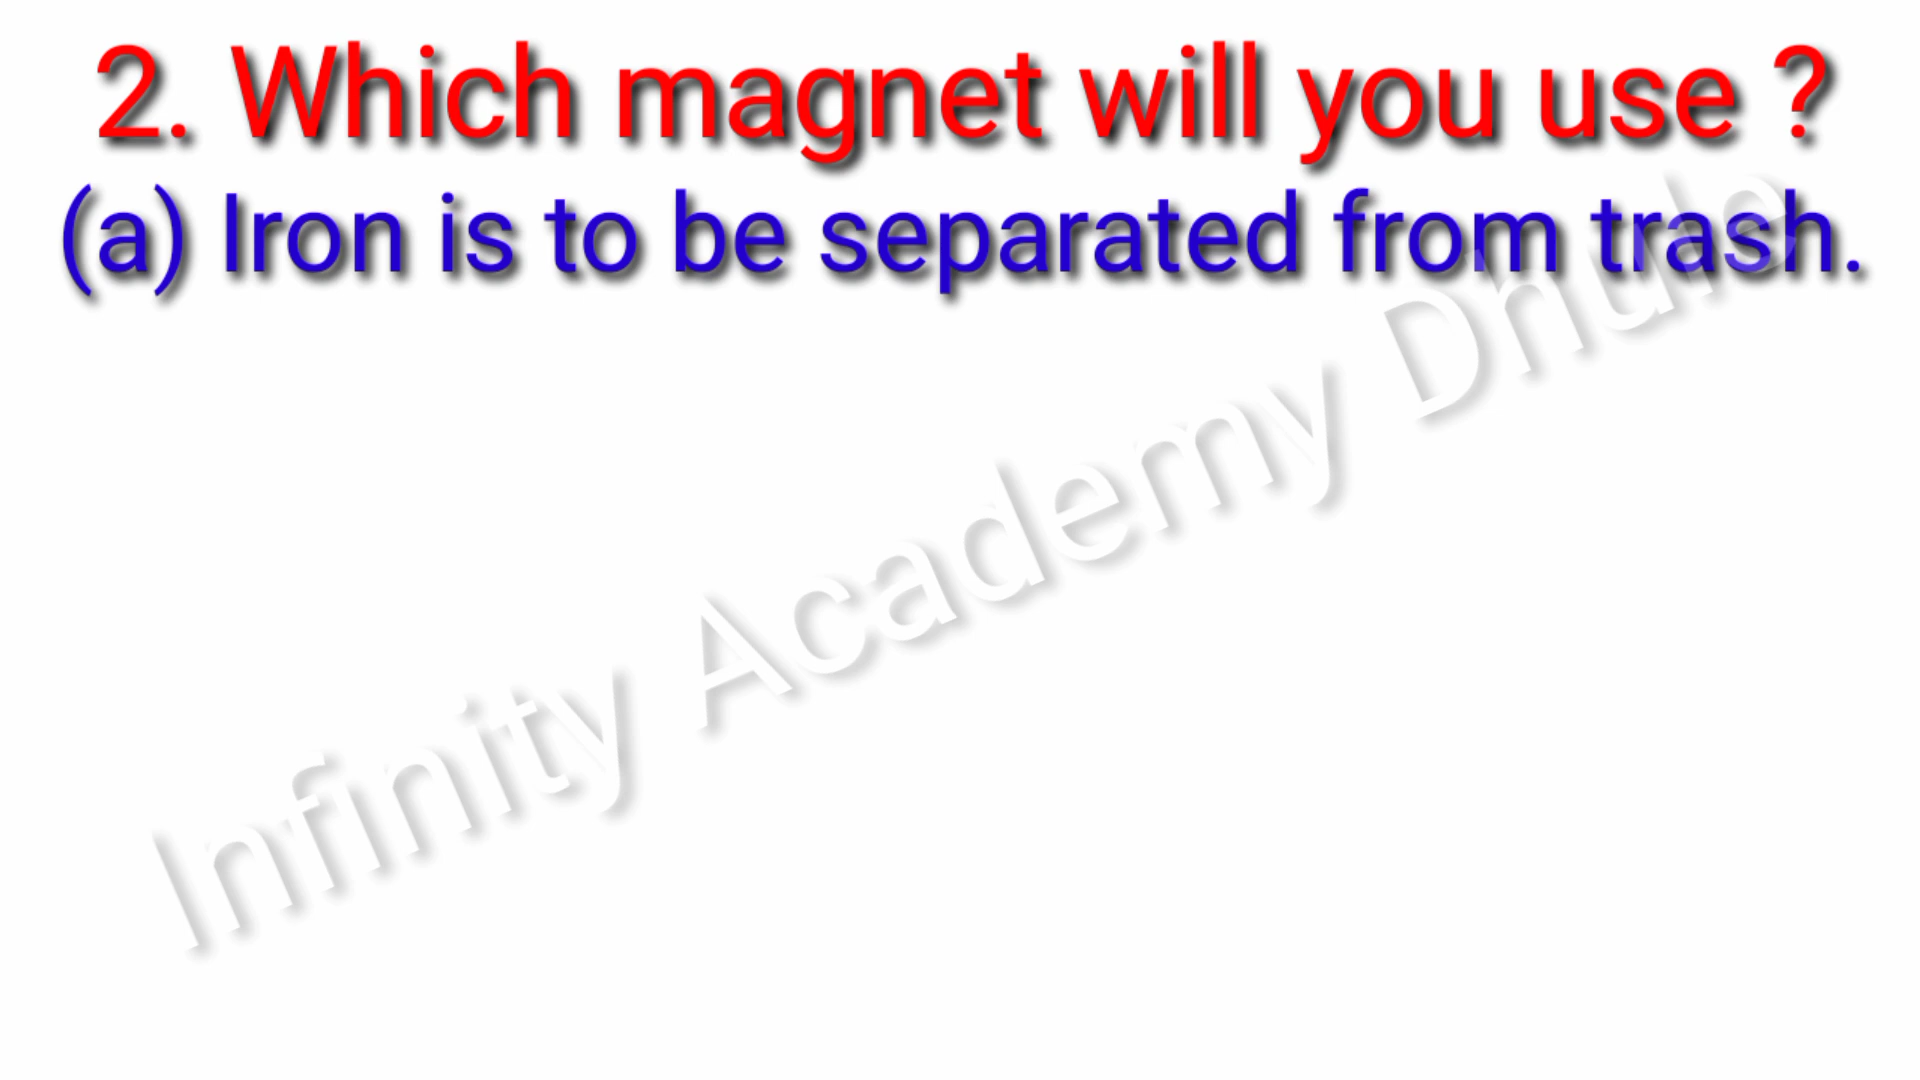 2. Which magnet will you use ?
(a) Iron is to be separated from trash.
Infinity Academy Dhule